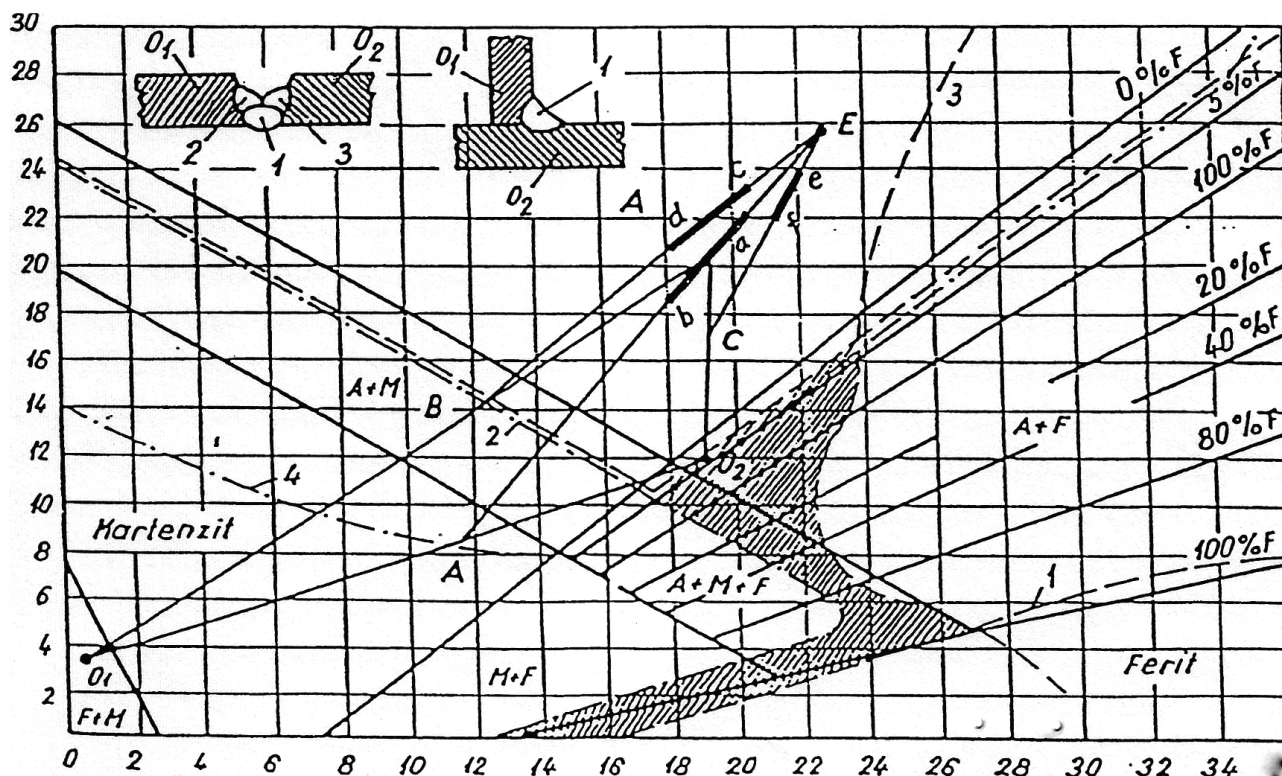 30
28
26
24
22
20
18
16
14
12
10
8
6
4
2
O1
O2
2
1
3
O1
1
O2
E
3
0%F
5%F
100%F
20%F
40%F
80%F
100%F
A
d
c
e
a
b
C
A+M
B
2
A+F
O2
4
Martenzit
A
A+M+F
1
M+F
Ferit
O1
F+M
0 2 4 6 8 10 12 14 16 18 20 22 24 26 28 30 32 34